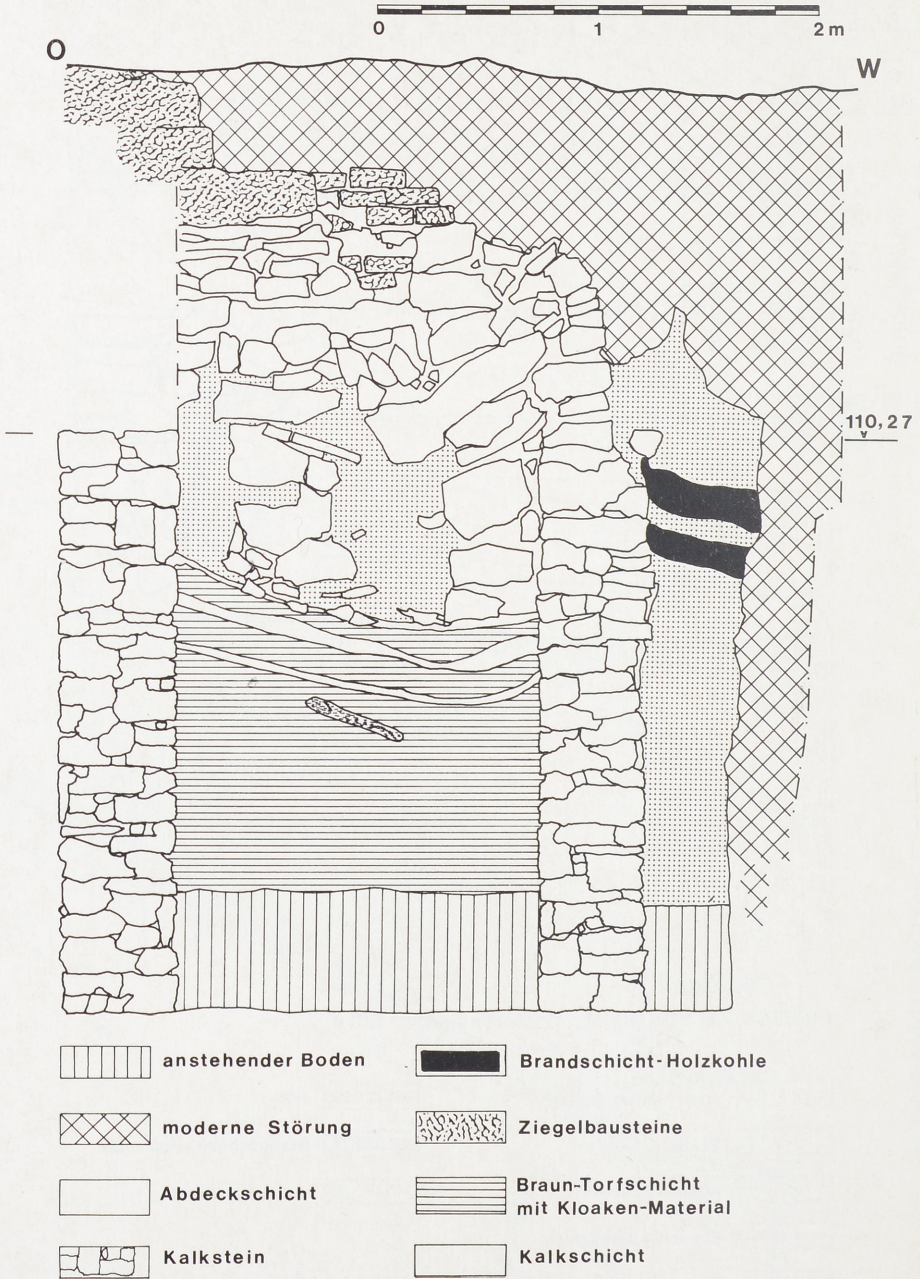 0 1 2 m
O
W
110,27
anstehender Boden
Brandschicht-Holzkohle
moderne Störung
Ziegelbausteine
Abdeckschicht
Braun-Torfschicht
mit Kloaken-Material
Kalkstein
Kalkschicht